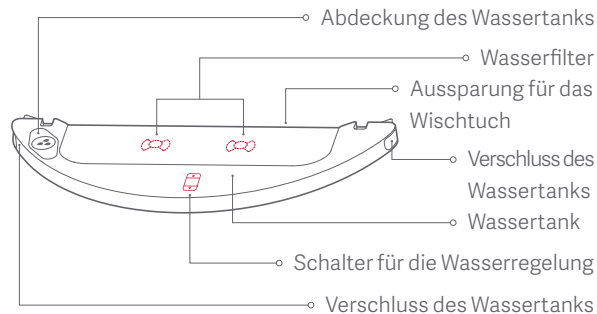 Abdeckung des Wassertanks
Wasserfilter
Aussparung für das
Wischtuch
Verschluss des
Wassertanks
Wassertank
Schalter für die Wasserregelung
Verschluss des Wassertanks